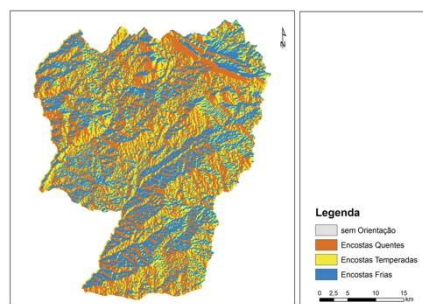 N
Legenda
sem Orientação
Encostas Quentes
Encostas Temperadas
Encostas Frias
0 2.5 5 10 15
km